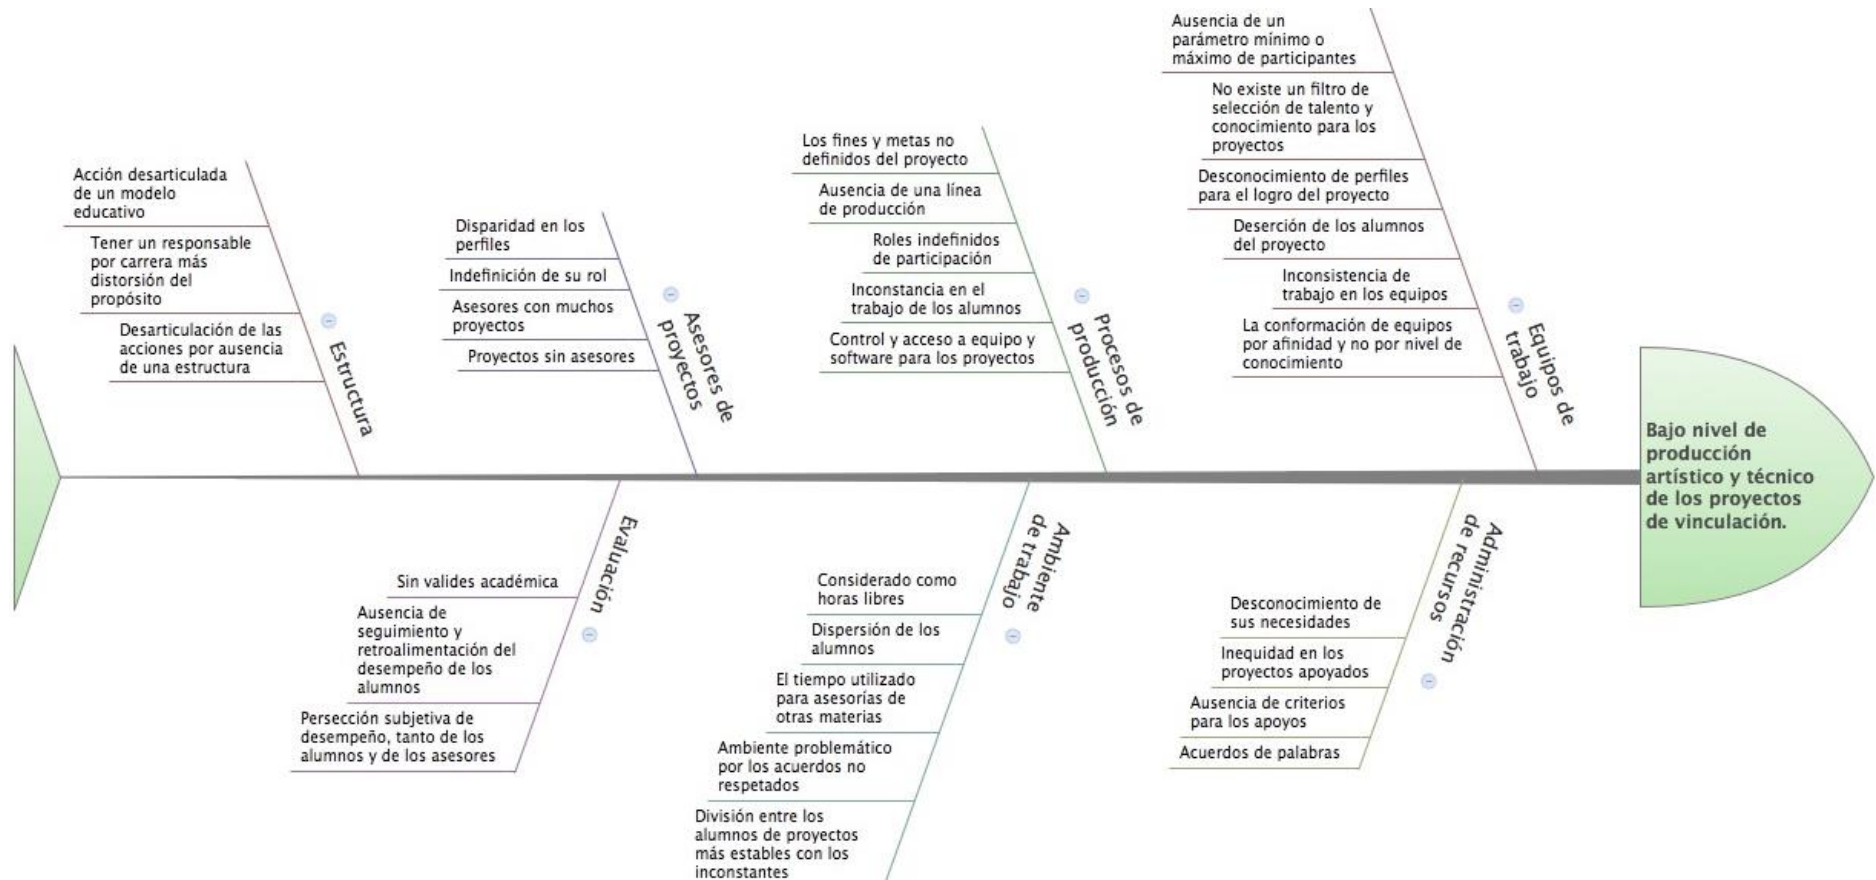 Acción desarticulada
de un modelo
educativo
Tener un responsable
por carrera más
distorsión del
propósito
Desarticulación de las
acciones por ausencia
de una estructura
Estructura
Disparidad en los
perfiles
Indefinición de su rol
Asesores con muchos
proyectos
Proyectos sin asesores
Asesores de
proyectos
Los fines y metas no
definidos del proyecto
Ausencia de una línea
de producción
Roles indefinidos
de participación
Inconstancia en el
trabajo de los alumnos
Control y acceso a equipo y
software para los proyectos
Procesos de
producción
Ausencia de un
parámetro mínimo o
máximo de participantes
No existe un filtro de
selección de talento y
conocimiento para los
proyectos
Desconocimiento de perfiles
para el logro del proyecto
Deserción de los alumnos
del proyecto
Inconsistencia de
trabajo en los equipos
La conformación de equipos
por afinidad y no por nivel de
conocimiento
Equipos de
trabajo
Bajo nivel de
producción
artístico y técnico
de los proyectos
de vinculación.
Evaluación
Sin valides académica
Ausencia de
seguimiento y
retroalimentación del
desempeño de los
alumnos
Persección subjetiva de
desempeño, tanto de los
alumnos y de los asesores
Ambiente
de trabajo
Considerado como
horas libres
Dispersión de los
alumnos
El tiempo utilizado
para asesorías de
otras materias
Ambiente problemático
por los acuerdos no
respetados
División entre los
alumnos de proyectos
más estables con los
inconstantes
Administración
de recursos
Desconocimiento de
sus necesidades
Inequidad en los
proyectos apoyados
Ausencia de criterios
para los apoyos
Acuerdos de palabras